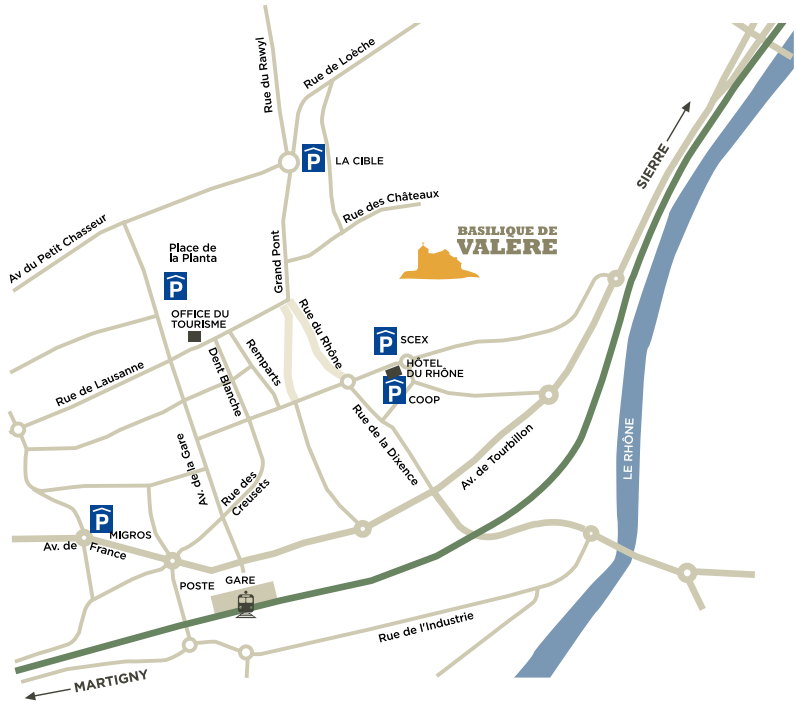 Rue du Rawyl
Rue de Loèche
P
LA CIBLE
SIERRE
Rue des Châteaux
Av du Petit Chasseur
BASILIQUE DE
VALÈRE
Place de
la Planta
P
Grand Pont
OFFICE DU
TOURISME
Rue du Rhône
P
SCEX
Remparts
Dent Blanche
HÔTEL
DU RHÔNE
Rue de Lausanne
P
COOP
LE RHÔNE
Rue de la Dixence
Av. de Tourbillon
Av. de la Gare
Rue des
Creusets
P
MIGROS
Av. de France
POSTE
GARE
Rue de l'Industrie
MARTIGNY